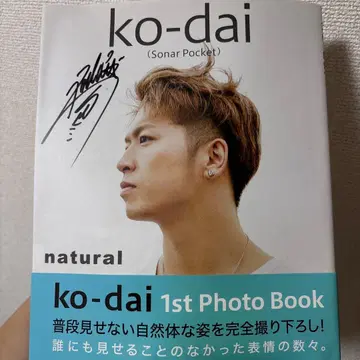 ko-dai
(Sonar Pocket)
natural
ko-dai 1st Photo Book
普段見せない自然体な姿を完全撮り下ろし!
誰にも見せることのなかった表情の数々。